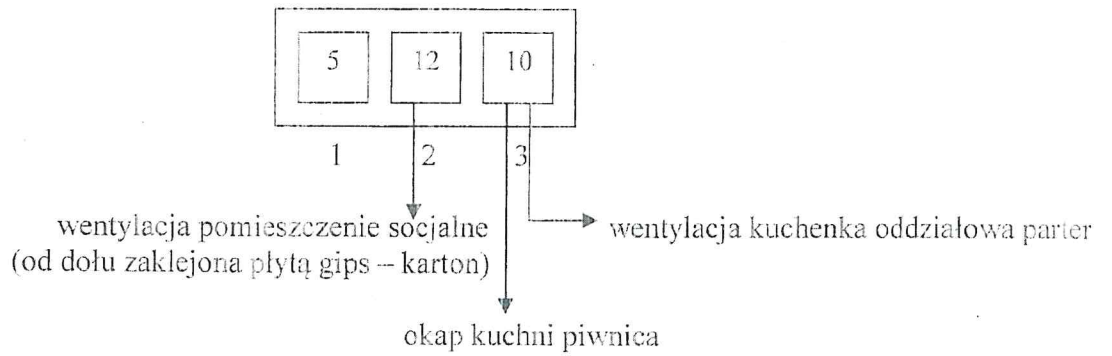 5 12 10
1 2 3
wentylacja pomieszczenie socjalne
(od dołu zaklejona płytą gips – karton)
wentylacja kuchenka oddziałowa parter
okap kuchni piwnica